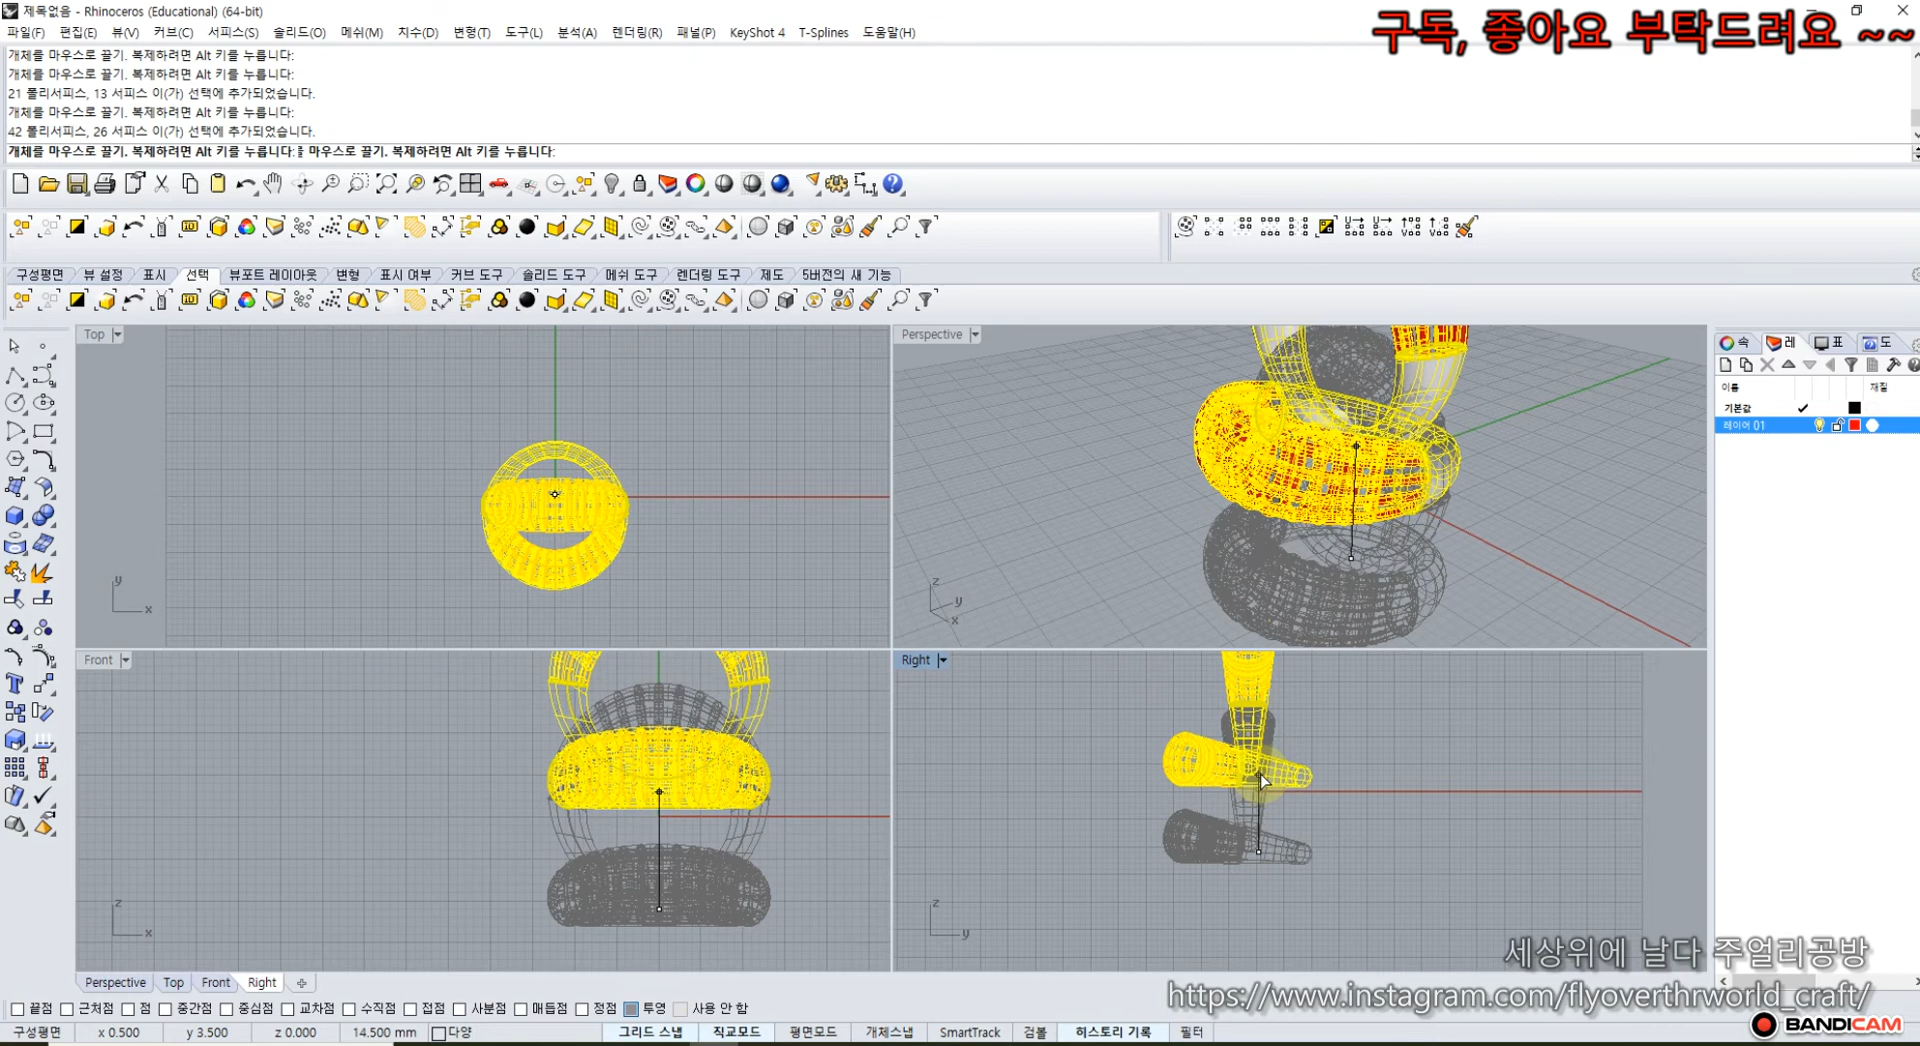 제목없음 - Rhinoceros (Educational) (64-bit)
구독, 좋아요 부탁드려요 ~~
파일(F) 편집(E) 뷰(V) 커브(C) 서피스(S) 솔리드(O) 메쉬(M) 치수(D) 변형(T) 도구(L) 분석(A) 렌더링(R) 패널(P) KeyShot 4 T-Splines 도움말(H)
개체를 마우스로 끌기. 복제하려면 Alt 키를 누릅니다:
개체를 마우스로 끌기. 복제하려면 Alt 키를 누릅니다:
21 폴리서피스, 13 서피스 이(가) 선택에 추가되었습니다.
개체를 마우스로 끌기. 복제하려면 Alt 키를 누릅니다:
42 폴리서피스, 26 서피스 이(가) 선택에 추가되었습니다.
개체를 마우스로 끌기. 복제하려면 Alt 키를 누릅니다: 마우스로 끌기. 복제하려면 Alt 키를 누릅니다:
구성평면 뷰 설정 표시 선택 뷰포트 레이아웃 변형 표시 여부 커브 도구 솔리드 도구 메쉬 도구 렌더링 도구 제도 5버전의 새 기능
Top
Perspective
속 레 표 도
이름 재질
기본값
레이어 01
y
x
z
y
x
Front
Right
z
x
z
y
세상위에 날다 주얼리공방
Perspective Top Front Right
https://www.instagram.com/flyoverthrworld_craft/
끝점 근처점 점 중간점 중심점 교차점 수직점 접점 사분점 매듭점 정점 투영 사용 안 함
구성평면 x 0.500 y 3.500 z 0.000 14.500 mm 다양 그리드 스냅 직교모드 평면모드 개체스냅 SmartTrack 검볼 히스토리 기록 필터
BANDICAM